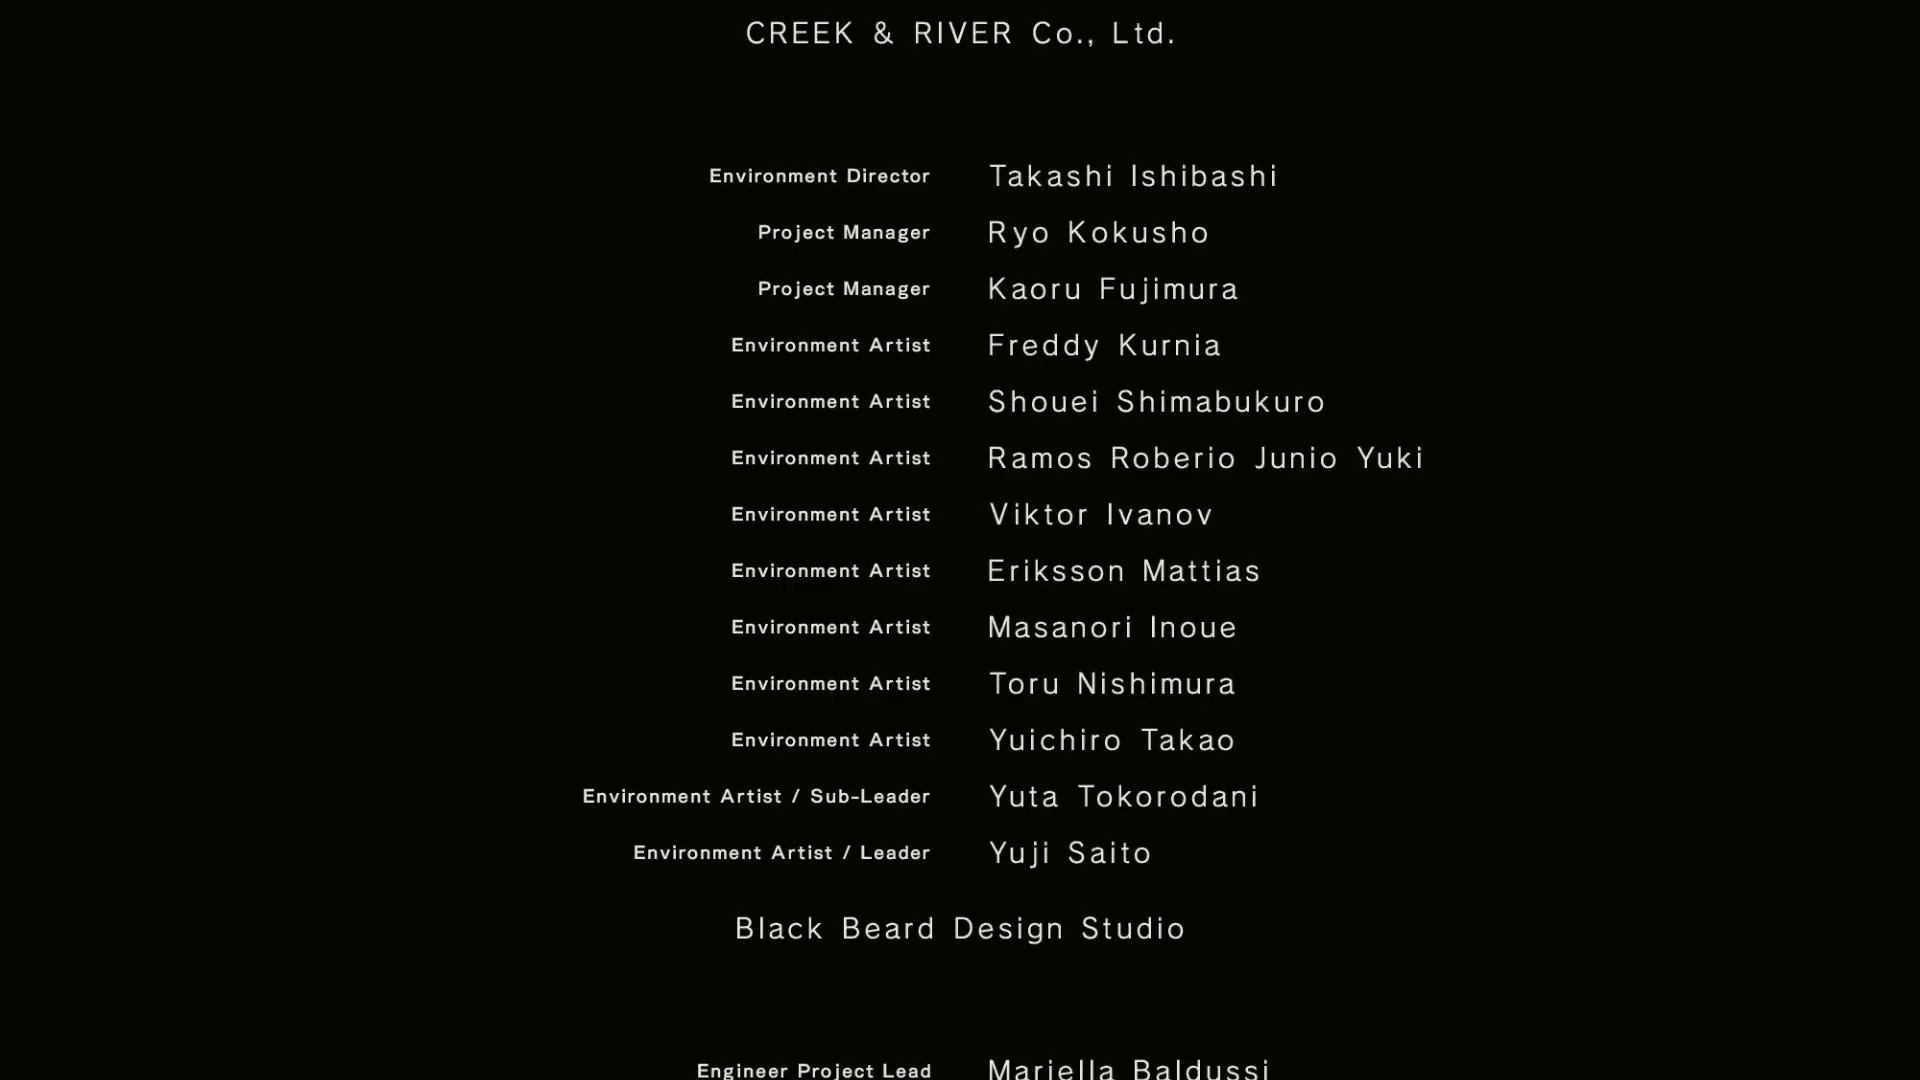 CREEK & RIVER Co., Ltd.
Environment Director Takashi Ishibashi
Project Manager Ryo Kokusho
Project Manager Kaoru Fujimura
Environment Artist Freddy Kurnia
Environment Artist Shouei Shimabukuro
Environment Artist Ramos Roberio Junio Yuki
Environment Artist Viktor Ivanov
Environment Artist Eriksson Mattias
Environment Artist Masanori Inoue
Environment Artist Toru Nishimura
Environment Artist Yuichiro Takao
Environment Artist / Sub-Leader Yuta Tokorodani
Environment Artist / Leader Yuji Saito
Black Beard Design Studio
Engineer Project Lead Mariella Baldussi